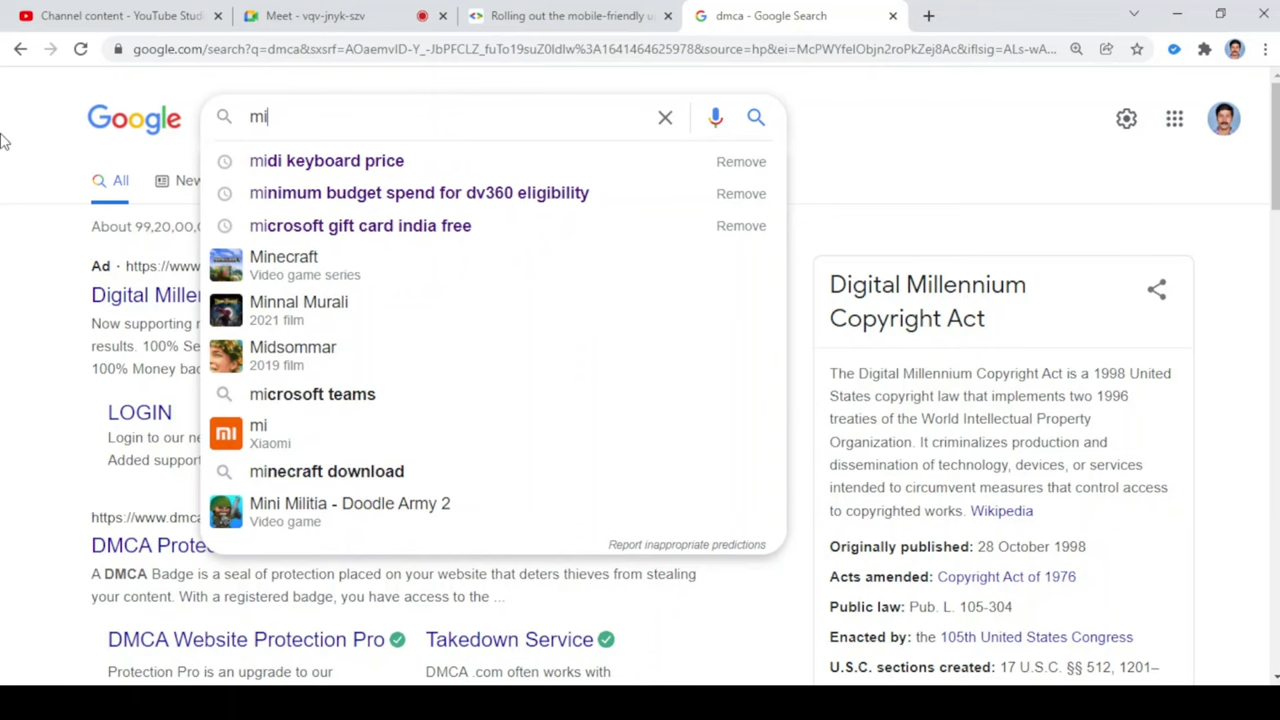 Channel content - YouTube Stud
Meet - vqv-jnyk-szv
Rolling out the mobile-friendly u
dmca - Google Search
google.com/search?q=dmca&sxsrf=AOaemvID-Y_-JbPFCLZ_fuTo19suZ0ldlw%3A1641464625978&source=hp&ei=McPWYfelObjn2roPkZej8Ac&iflsig=ALs-wA...
Google
mi
midi keyboard price
Remove
minimum budget spend for dv360 eligibility
Remove
microsoft gift card india free
Remove
Minecraft
Video game series
Minnal Murali
2021 film
Midsommar
2019 film
microsoft teams
mi
mi
Xiaomi
minecraft download
Mini Militia - Doodle Army 2
Video game
Report inappropriate predictions
All
New
About 99,20,00,0
Ad · https://www
Digital Miller
Now supporting r
results. 100% Se
100% Money bac
LOGIN
Login to our ne
Added support
https://www.dmca
DMCA Prote
A DMCA Badge is a seal of protection placed on your website that deters thieves from stealing
your content. With a registered badge, you have access to the ...
DMCA Website Protection Pro
Takedown Service
Protection Pro is an upgrade to our
DMCA .com often works with
Digital Millennium
Copyright Act
The Digital Millennium Copyright Act is a 1998 United
States copyright law that implements two 1996
treaties of the World Intellectual Property
Organization. It criminalizes production and
dissemination of technology, devices, or services
intended to circumvent measures that control access
to copyrighted works. Wikipedia
Originally published: 28 October 1998
Acts amended: Copyright Act of 1976
Public law: Pub. L. 105-304
Enacted by: the 105th United States Congress
U.S.C. sections created: 17 U.S.C. §§ 512, 1201–